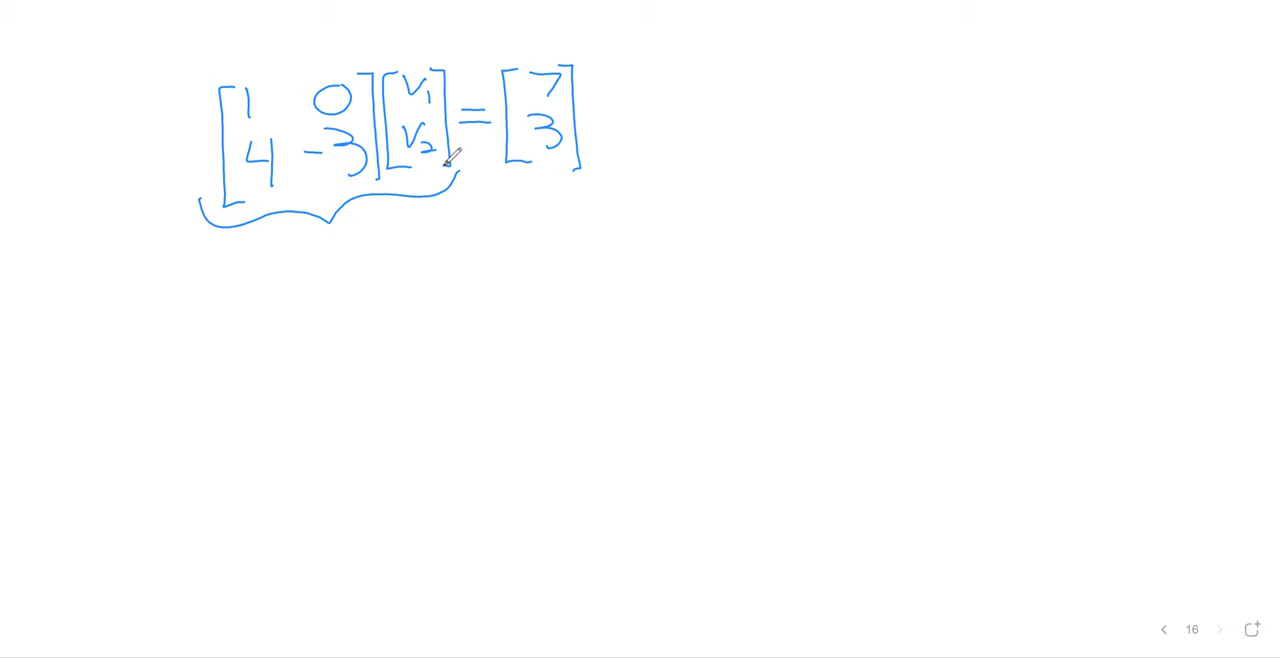 [1 0] [v₁] = [7]
[4 -3] [v₂] [3]
16